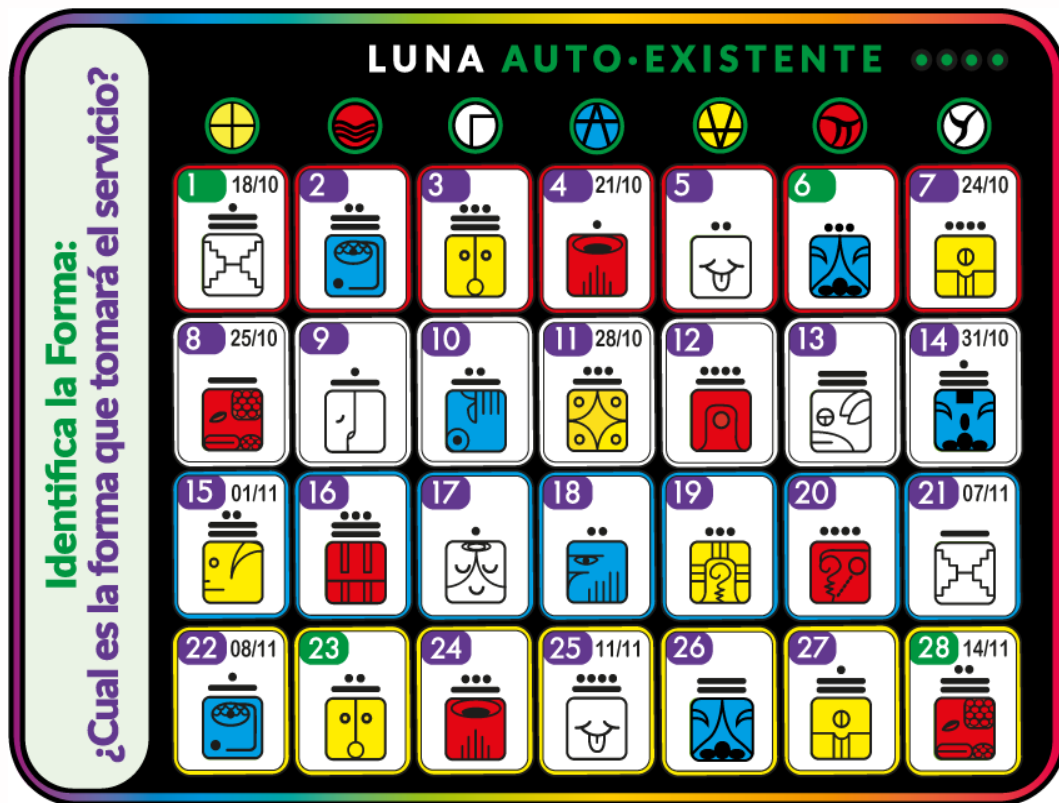 LUNA AUTO·EXISTENTE
Identifica la Forma:
¿Cual es la forma que tomará el servicio?
1 18/10 2 3 4 21/10 5 6 7 24/10
8 25/10 9 10 11 28/10 12 13 14 31/10
15 01/11 16 17 18 19 20 21 07/11
22 08/11 23 24 25 11/11 26 27 28 14/11